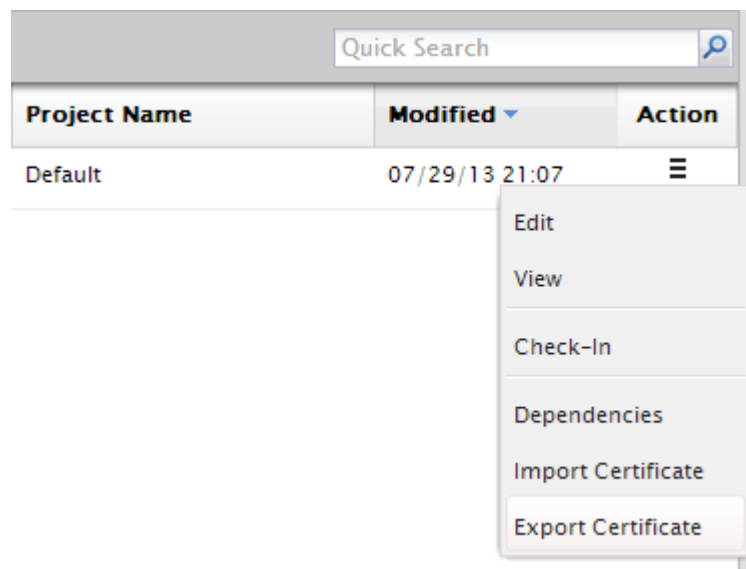 Quick Search
Project Name Modified Action
Default 07/29/13 21:07
Edit
View
Check-In
Dependencies
Import Certificate
Export Certificate